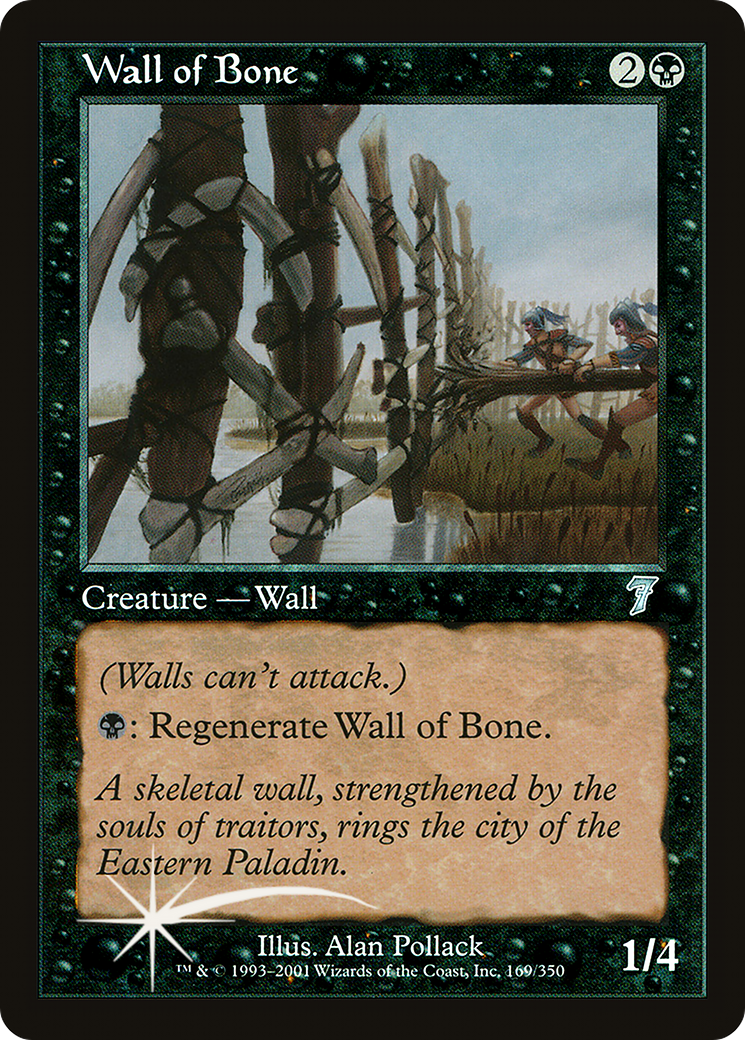 Wall of Bone 2
Creature — Wall 7
(Walls can't attack.)
: Regenerate Wall of Bone.
A skeletal wall, strengthened by the
souls of traitors, rings the city of the
Eastern Paladin.
Illus. Alan Pollack
™ & © 1993–2001 Wizards of the Coast, Inc. 169/350
1/4